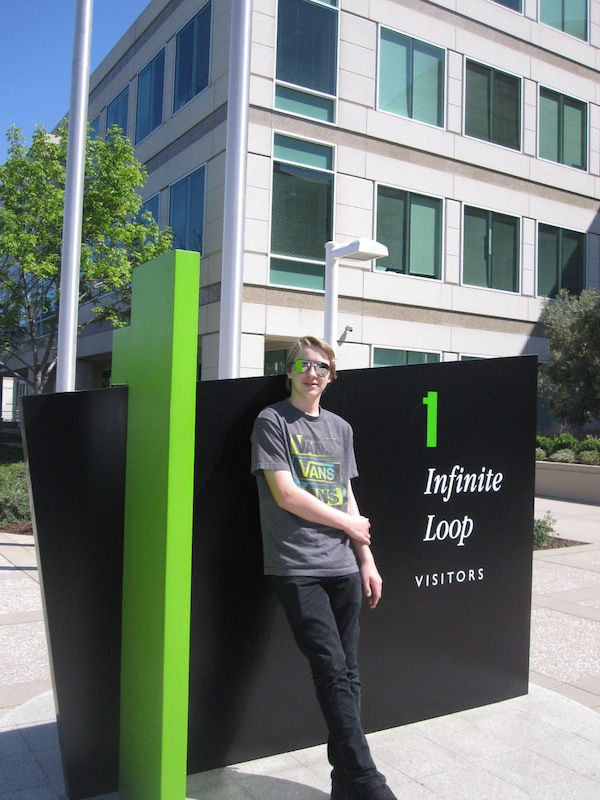 VANS
VANS
VANS
1
Infinite
Loop
VISITORS